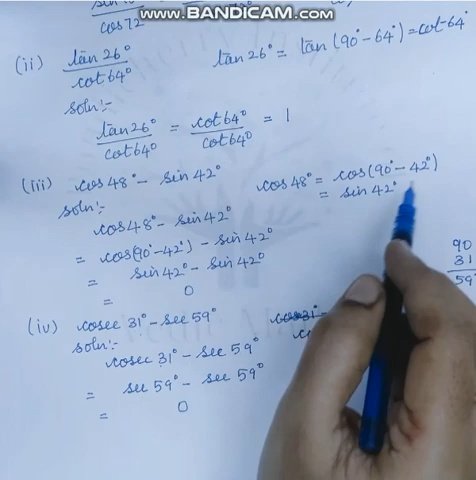 www.BANDICAM.com
cos 72
(ii) tan 26° / cot 64°
tan 26° = tan (90° - 64°) = cot 64°
soln:-
tan 26° / cot 64° = cot 64° / cot 64° = 1
(iii) cos 48° - sin 42°
cos 48° = cos (90° - 42°)
= sin 42°
soln:-
cos 48° - sin 42°
= cos(90° - 42°) - sin 42°
= sin 42° - sin 42°
= 0
90
31
59
(iv) cosec 31° - sec 59°
soln:-
cosec 31° - sec 59°
= sec 59° - sec 59°
= 0